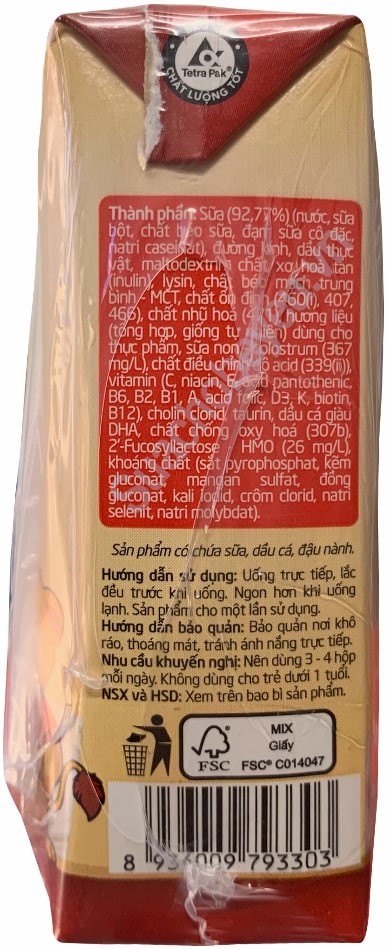 Tetra Pak®
CHẤT LƯỢNG TỐT
Thành phần: Sữa (92,77%) (nước, sữa
bột, chất béo sữa, đạm sữa cô đặc,
natri caseinat), đường kính, dầu thực
vật, maltodextrin, chất xơ hoà tan
(inulin), lysin, chất béo trung
bình - MCT, chất ổn định (460(i), 407,
466), chất nhũ hoá hương liệu
(tổng hợp, giống tự nhiên) dùng cho
thực phẩm, sữa non colostrum (367
mg/L), chất điều chỉnh độ acid (339(ii)),
vitamin (C, niacin, E, acid pantothenic,
B6, B2, B1, A, acid folic, D3, K, biotin,
B12), cholin clorid, taurin, dầu cá giàu
DHA, chất chống oxy hoá (307b),
2'-Fucosyllactose HMO (26 mg/L),
khoáng chất (sắt pyrophosphat, kẽm
gluconat, mangan sulfat, đồng
gluconat, kali iodid, crôm clorid, natri
selenit, natri molybdat).
Sản phẩm có chứa sữa, dầu cá, đậu nành.
Hướng dẫn sử dụng: Uống trực tiếp, lắc
đều trước khi uống. Ngon hơn khi uống
lạnh. Sản phẩm cho một lần sử dụng.
Hướng dẫn bảo quản: Bảo quản nơi khô
ráo, thoáng mát, tránh ánh nắng trực tiếp.
Nhu cầu khuyến nghị: Nên dùng 3 - 4 hộp
mỗi ngày. Không dùng cho trẻ dưới 1 tuổi.
NSX và HSD: Xem trên bao bì sản phẩm.
FSC
MIX
Giấy
FSC® C014047
8 936009 793303